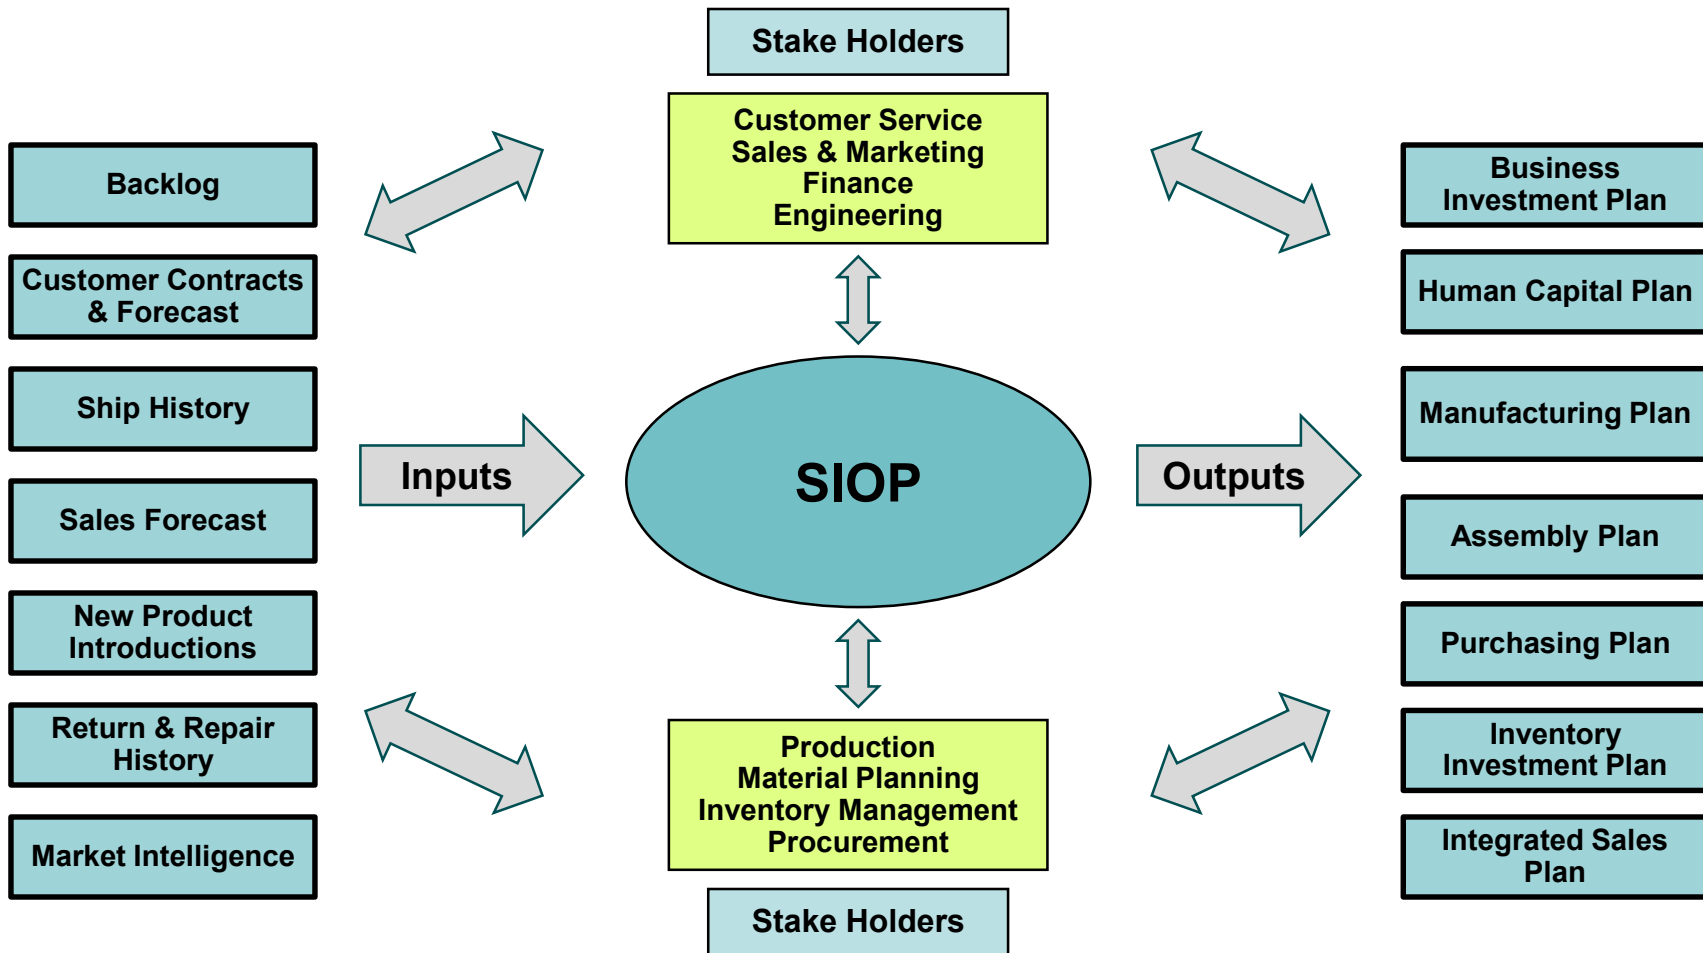 Stake Holders
Customer Service
Sales & Marketing
Finance
Engineering
Backlog
Customer Contracts
& Forecast
Ship History
Sales Forecast
New Product
Introductions
Return & Repair
History
Market Intelligence
Inputs
SIOP
Outputs
Business
Investment Plan
Human Capital Plan
Manufacturing Plan
Assembly Plan
Purchasing Plan
Inventory
Investment Plan
Integrated Sales
Plan
Production
Material Planning
Inventory Management
Procurement
Stake Holders